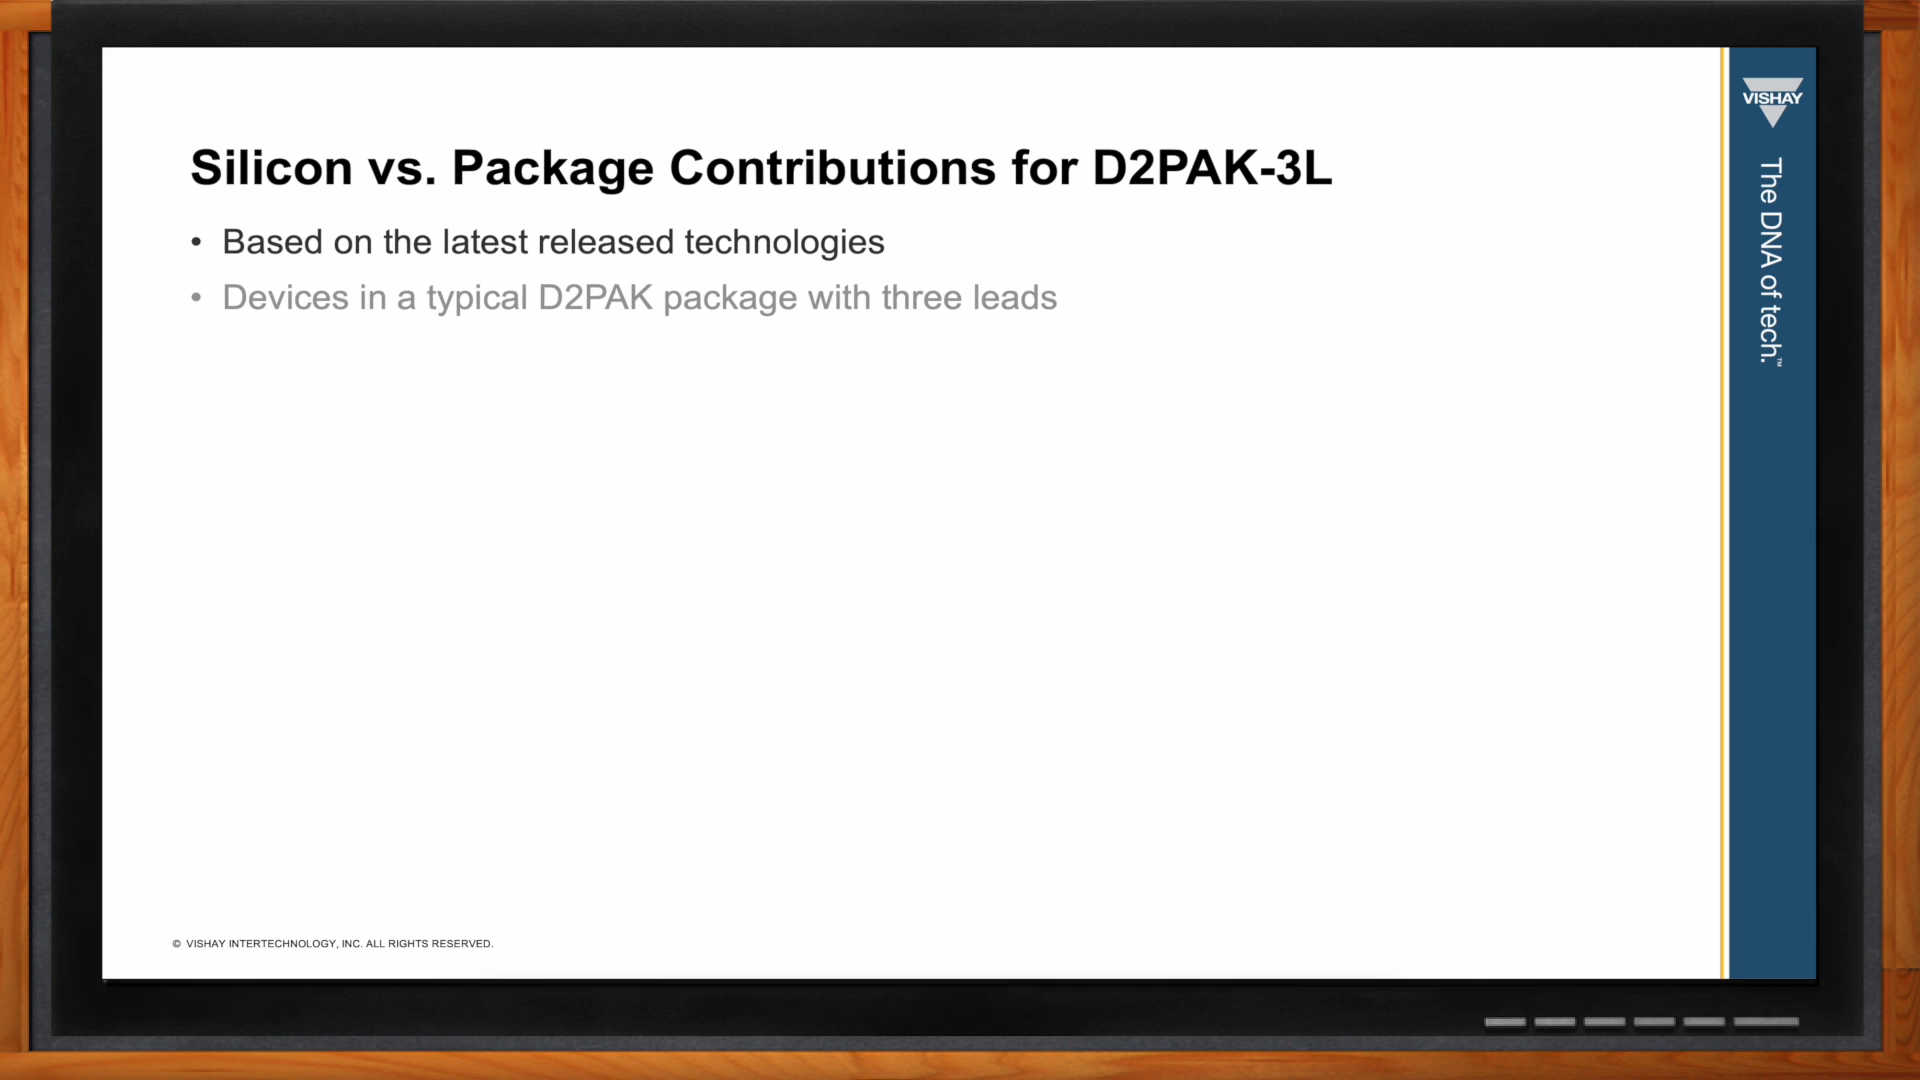 Silicon vs. Package Contributions for D2PAK-3L
• Based on the latest released technologies
• Devices in a typical D2PAK package with three leads
VISHAY
The DNA of tech.™
© VISHAY INTERTECHNOLOGY, INC. ALL RIGHTS RESERVED.